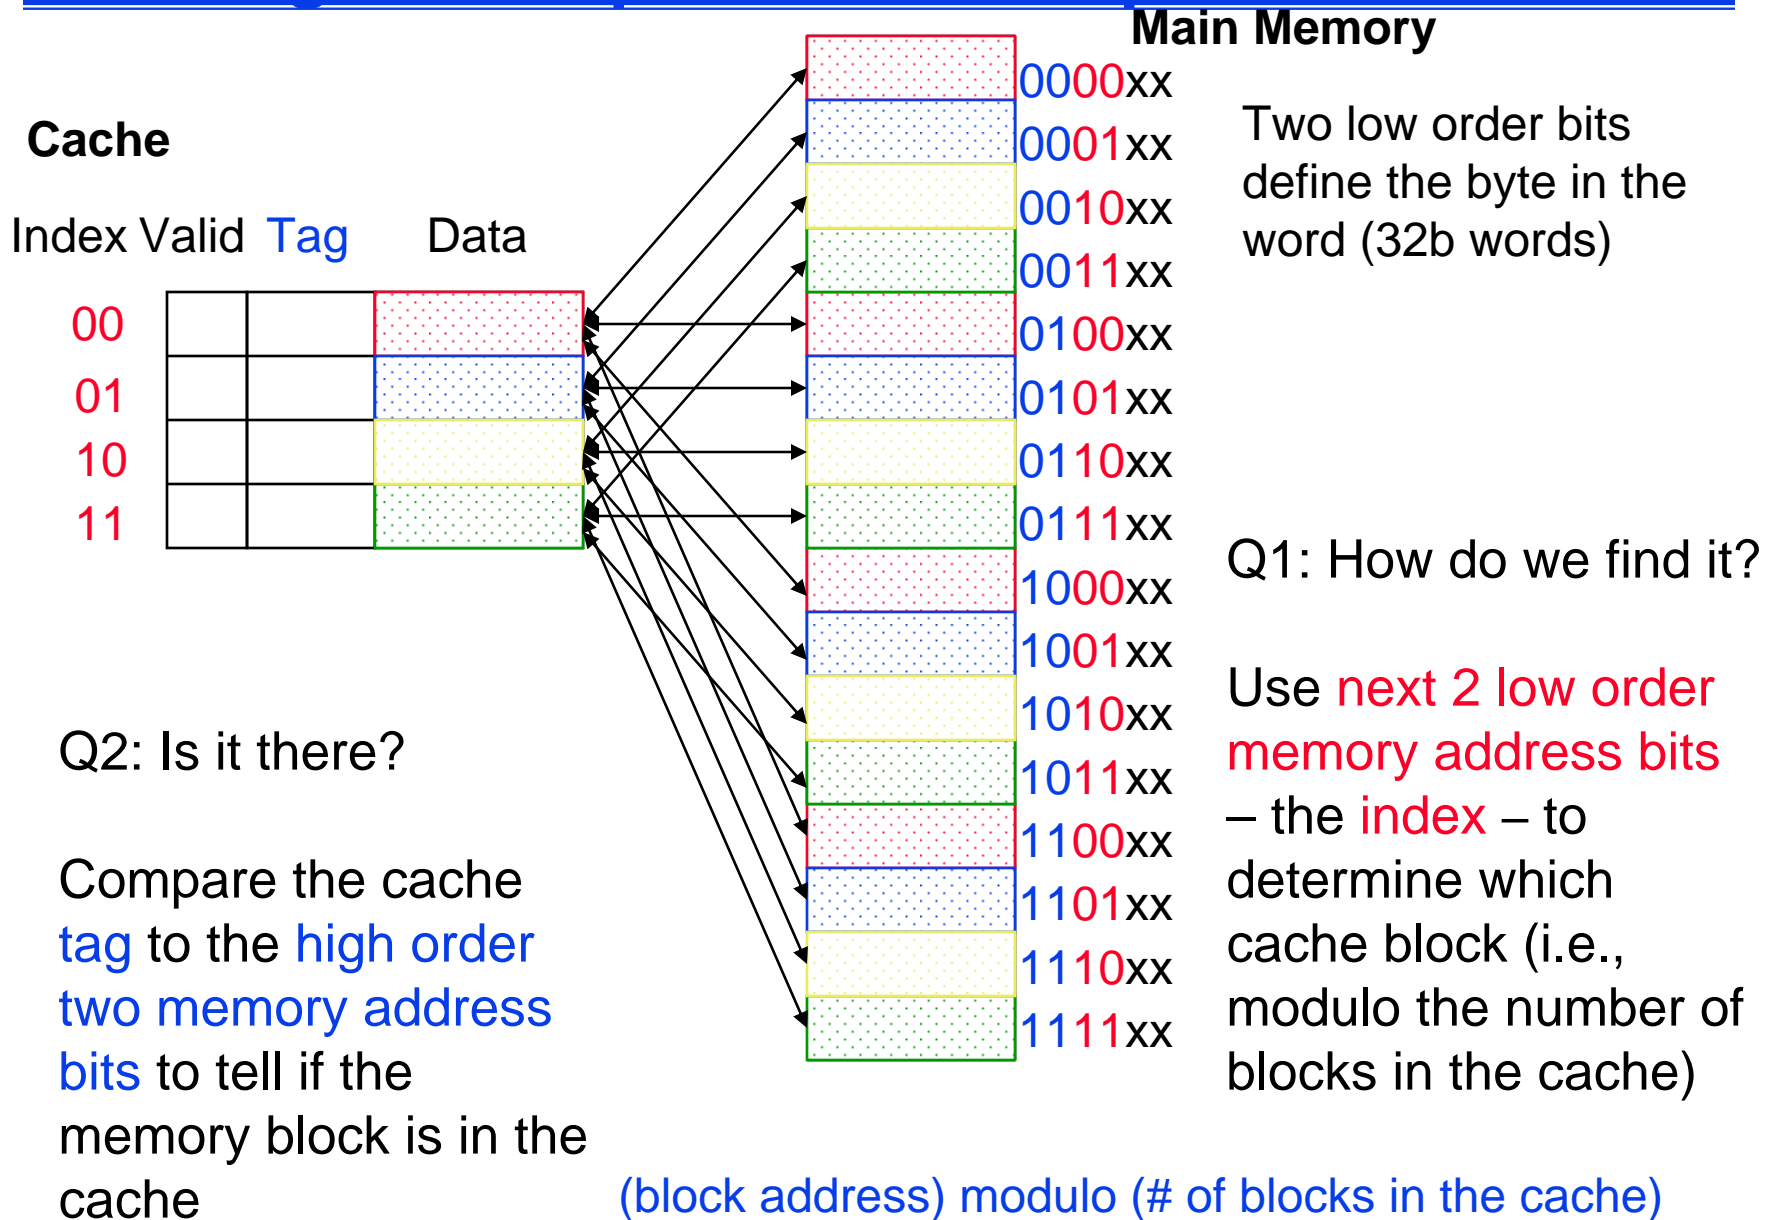 Main Memory
Cache
Index Valid Tag Data
00
01
10
11
0000xx
0001xx
0010xx
0011xx
0100xx
0101xx
0110xx
0111xx
1000xx
1001xx
1010xx
1011xx
1100xx
1101xx
1110xx
1111xx
Two low order bits
define the byte in the
word (32b words)
Q1: How do we find it?
Use next 2 low order
memory address bits
– the index – to
determine which
cache block (i.e.,
modulo the number of
blocks in the cache)
Q2: Is it there?
Compare the cache
tag to the high order
two memory address
bits to tell if the
memory block is in the
cache
(block address) modulo (# of blocks in the cache)